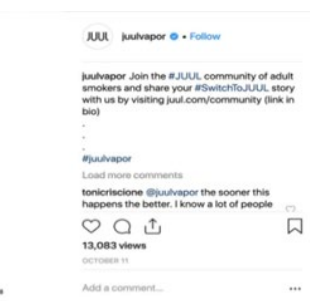 JUUL juulvapor • Follow
juulvapor Join the #JUUL community of adult
smokers and share your #SwitchToJUUL story
with us by visiting juul.com/community (link in
bio)
.
.
.
#juulvapor
Load more comments
tonicriscione @juulvapor the sooner this
happens the better. I know a lot of people
13,083 views
OCTOBER 11
Add a comment...